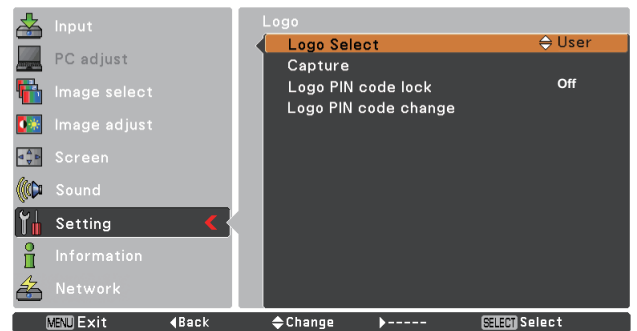 Input
PC adjust
Image select
Image adjust
Screen
Sound
Setting
Information
Network
Logo
Logo Select User
Capture
Logo PIN code lock Off
Logo PIN code change
MENU Exit Back Change ----- SELECT Select